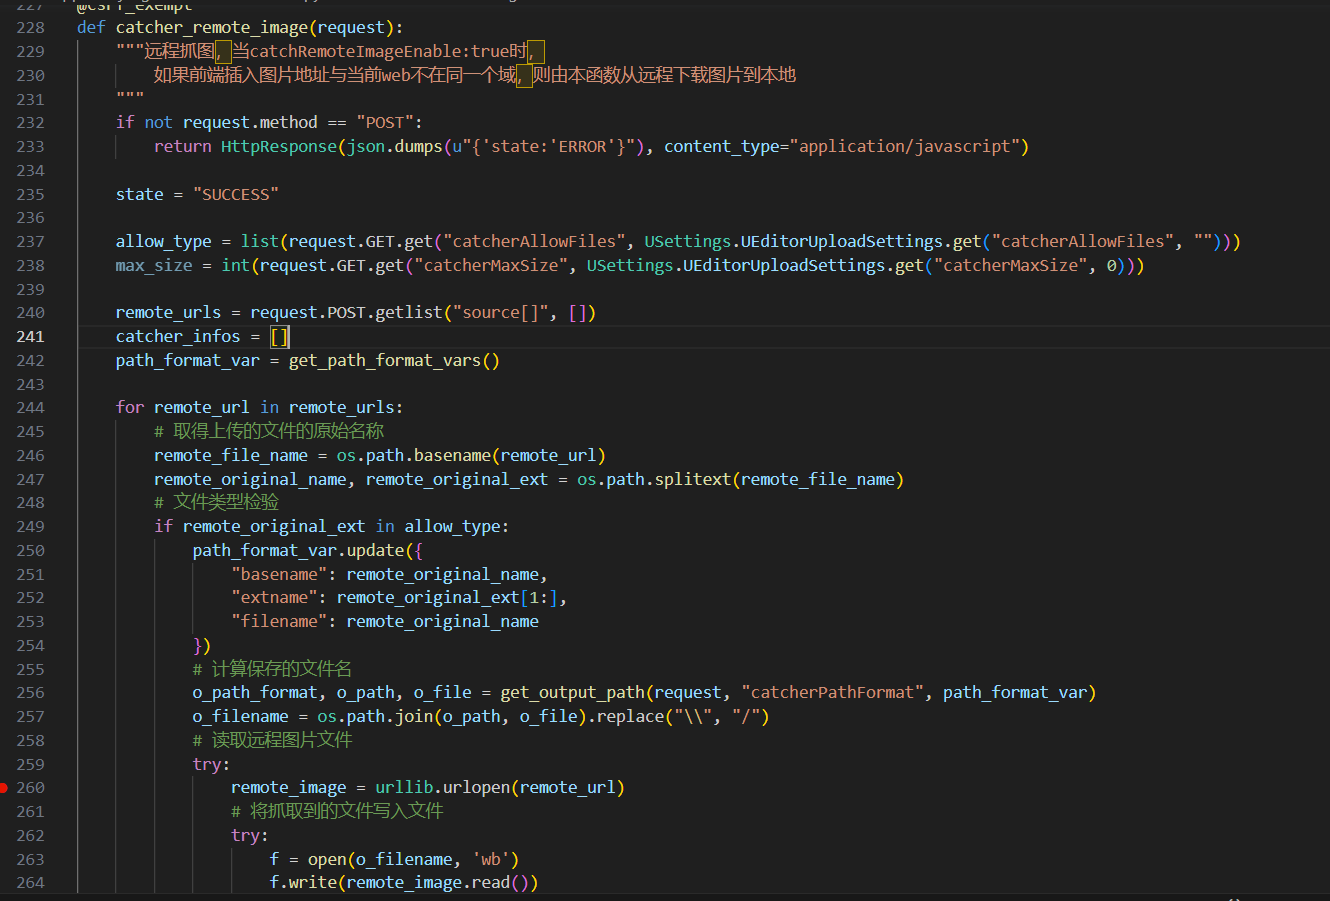 227 @csrf_exempt
228 def catcher_remote_image(request):
229 """远程抓图，当catchRemoteImageEnable:true时，
230 如果前端插入图片地址与当前web不在同一个域，则由本函数从远程下载图片到本地
231 """
232 if not request.method == "POST":
233 return HttpResponse(json.dumps(u"{'state:'ERROR'}"), content_type="application/javascript")
234
235 state = "SUCCESS"
236
237 allow_type = list(request.GET.get("catcherAllowFiles", USettings.UEditorUploadSettings.get("catcherAllowFiles", "")))
238 max_size = int(request.GET.get("catcherMaxSize", USettings.UEditorUploadSettings.get("catcherMaxSize", 0)))
239
240 remote_urls = request.POST.getlist("source[]", [])
241 catcher_infos = []
242 path_format_var = get_path_format_vars()
243
244 for remote_url in remote_urls:
245 # 取得上传的文件的原始名称
246 remote_file_name = os.path.basename(remote_url)
247 remote_original_name, remote_original_ext = os.path.splitext(remote_file_name)
248 # 文件类型检验
249 if remote_original_ext in allow_type:
250 path_format_var.update({
251 "basename": remote_original_name,
252 "extname": remote_original_ext[1:],
253 "filename": remote_original_name
254 })
255 # 计算保存的文件名
256 o_path_format, o_path, o_file = get_output_path(request, "catcherPathFormat", path_format_var)
257 o_filename = os.path.join(o_path, o_file).replace("\\", "/")
258 # 读取远程图片文件
259 try:
260 remote_image = urllib.urlopen(remote_url)
261 # 将抓取到的文件写入文件
262 try:
263 f = open(o_filename, 'wb')
264 f.write(remote_image.read())